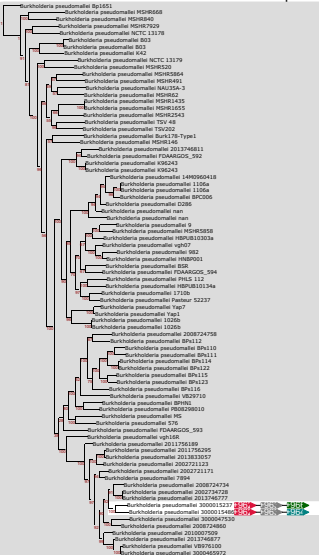 Burkholderia pseudomallei Bp1651
Burkholderia pseudomallei MSHR668
Burkholderia pseudomallei MSHR840
Burkholderia pseudomallei MSHR7929
Burkholderia pseudomallei NCTC 13178
Burkholderia pseudomallei B03
Burkholderia pseudomallei B03
Burkholderia pseudomallei K42
Burkholderia pseudomallei NCTC 13179
Burkholderia pseudomallei MSHR520
Burkholderia pseudomallei MSHR5864
Burkholderia pseudomallei MSHR491
Burkholderia pseudomallei NAU35A-3
Burkholderia pseudomallei MSHR62
Burkholderia pseudomallei MSHR1435
Burkholderia pseudomallei MSHR1655
Burkholderia pseudomallei MSHR2543
Burkholderia pseudomallei TSV 48
Burkholderia pseudomallei TSV202
Burkholderia pseudomallei Burk178-Type1
Burkholderia pseudomallei MSHR146
Burkholderia pseudomallei 2013746811
Burkholderia pseudomallei FDAARGOS_592
Burkholderia pseudomallei K96243
Burkholderia pseudomallei K96243
Burkholderia pseudomallei 14M0960418
Burkholderia pseudomallei 1106a
Burkholderia pseudomallei 1106a
Burkholderia pseudomallei BPC006
Burkholderia pseudomallei D286
Burkholderia pseudomallei nan
Burkholderia pseudomallei nan
Burkholderia pseudomallei 9
Burkholderia pseudomallei MSHR5858
Burkholderia pseudomallei HBPUB10303a
Burkholderia pseudomallei vgh07
Burkholderia pseudomallei 982
Burkholderia pseudomallei HNBP001
Burkholderia pseudomallei BSR
Burkholderia pseudomallei FDAARGOS_594
Burkholderia pseudomallei PHLS 112
Burkholderia pseudomallei HBPUB10134a
Burkholderia pseudomallei 1710b
Burkholderia pseudomallei Pasteur 52237
Burkholderia pseudomallei Yap7
Burkholderia pseudomallei Yap1
Burkholderia pseudomallei 1026b
Burkholderia pseudomallei 1026b
Burkholderia pseudomallei 2008724758
Burkholderia pseudomallei BPs112
Burkholderia pseudomallei BPs110
Burkholderia pseudomallei BPs111
Burkholderia pseudomallei BPs114
Burkholderia pseudomallei BPs122
Burkholderia pseudomallei BPs115
Burkholderia pseudomallei BPs123
Burkholderia pseudomallei BPs116
Burkholderia pseudomallei VB29710
Burkholderia pseudomallei BPHN1
Burkholderia pseudomallei PB08298010
Burkholderia pseudomallei MS
Burkholderia pseudomallei 576
Burkholderia pseudomallei FDAARGOS_593
Burkholderia pseudomallei vgh16R
Burkholderia pseudomallei 2011756189
Burkholderia pseudomallei 2011756295
Burkholderia pseudomallei 2013833057
Burkholderia pseudomallei 2002721123
Burkholderia pseudomallei 2002721171
Burkholderia pseudomallei 7894
Burkholderia pseudomallei 2008724734
Burkholderia pseudomallei 2002734728
Burkholderia pseudomallei 2013746777
Burkholderia pseudomallei 3000015237
Burkholderia pseudomallei 3000015486
Burkholderia pseudomallei 3000047530
Burkholderia pseudomallei 2008724860
Burkholderia pseudomallei 2010007509
Burkholderia pseudomallei 2013746877
Burkholderia pseudomallei VB976100
Burkholderia pseudomallei 3000465972